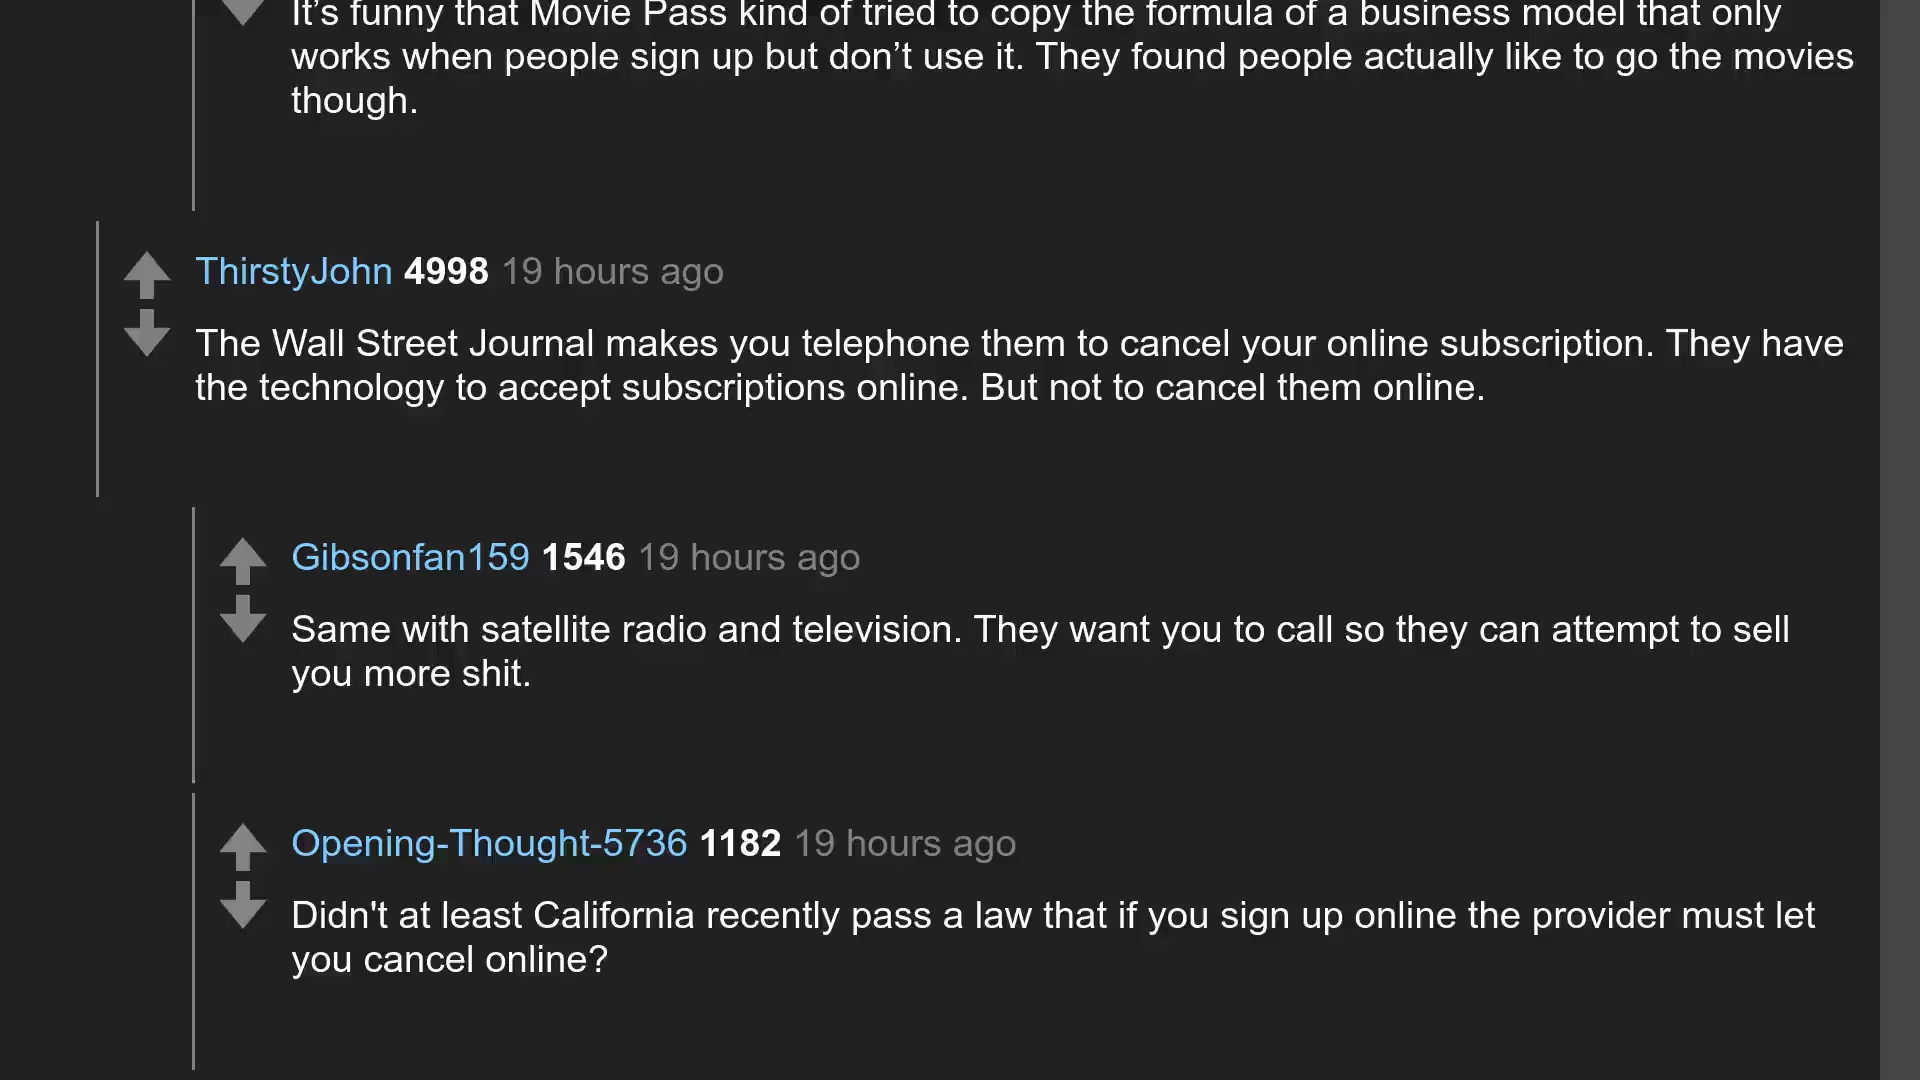 It’s funny that Movie Pass kind of tried to copy the formula of a business model that only
works when people sign up but don’t use it. They found people actually like to go the movies
though.
ThirstyJohn 4998 19 hours ago
The Wall Street Journal makes you telephone them to cancel your online subscription. They have
the technology to accept subscriptions online. But not to cancel them online.
Gibsonfan159 1546 19 hours ago
Same with satellite radio and television. They want you to call so they can attempt to sell
you more shit.
Opening-Thought-5736 1182 19 hours ago
Didn't at least California recently pass a law that if you sign up online the provider must let
you cancel online?